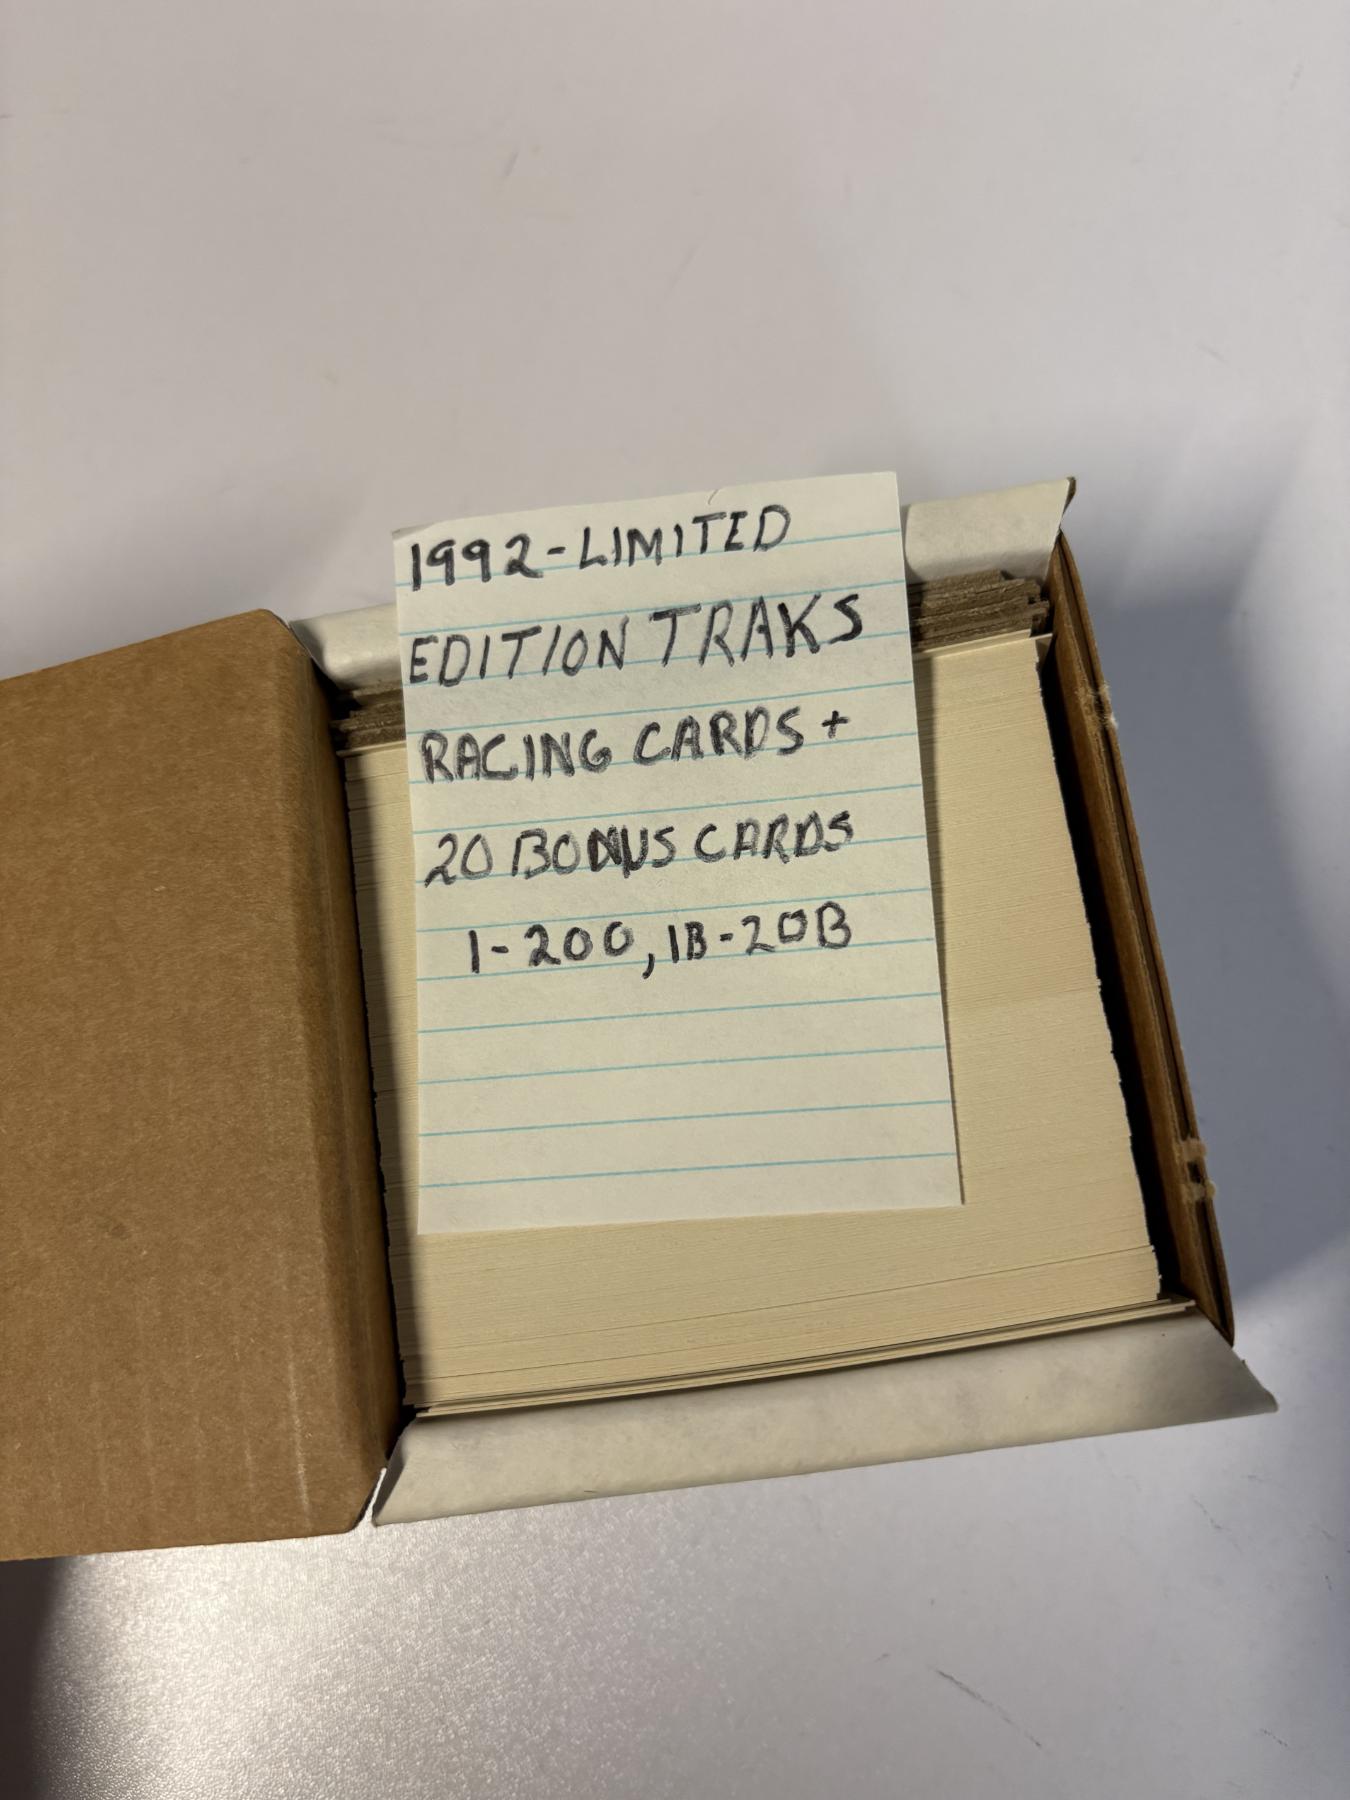 1992-LIMITED
EDITION TRAKS
RACING CARDS +
20 BONUS CARDS
1-200, 1B-20B